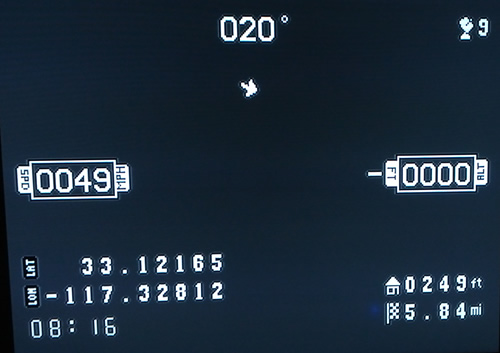 020°
9
SPD 0049 MPH
- FT 0000 ALT
LAT 33.12165
LON -117.32812
0249 ft
08:16
5.84 mi